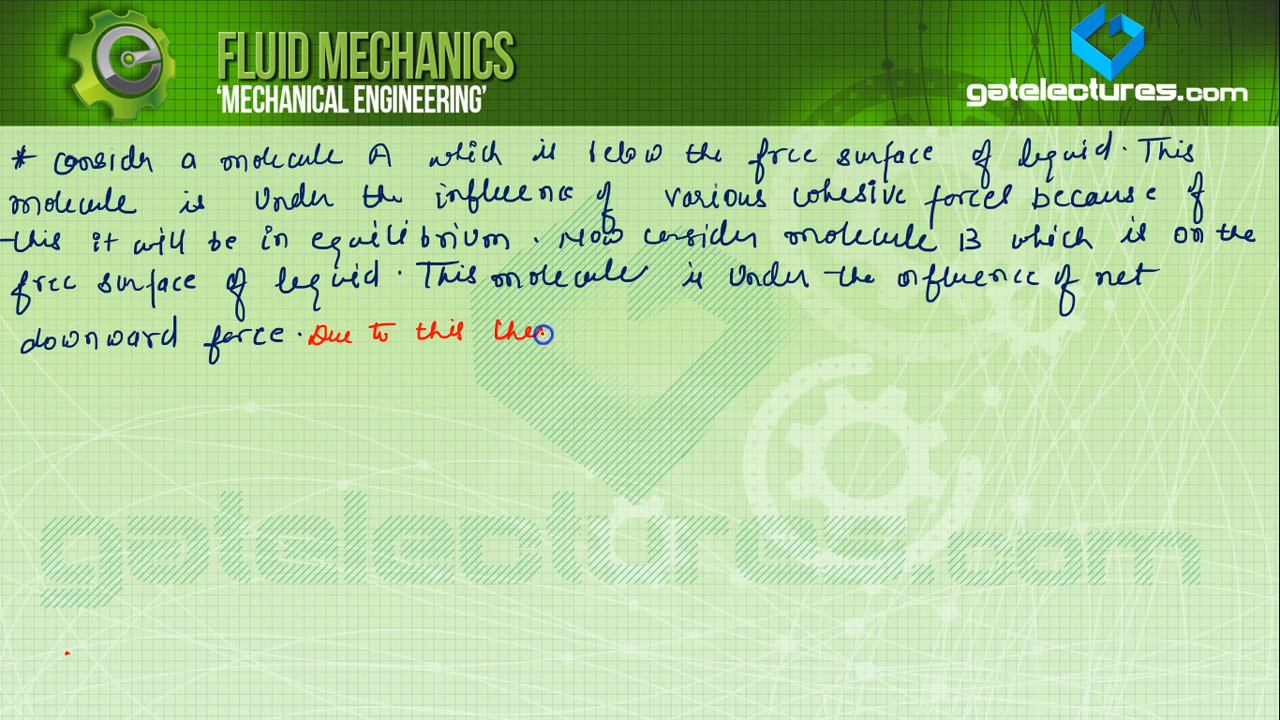 FLUID MECHANICS
'MECHANICAL ENGINEERING'
gatelectures.com
* consider a molecule A which is below the free surface of liquid. This
molecule is under the influence of various cohesive forces because of
this it will be in equilibrium. Now consider molecule B which is on the
free surface of liquid. This molecule is under the influence of net
downward force. Due to this the
gatelectures.com